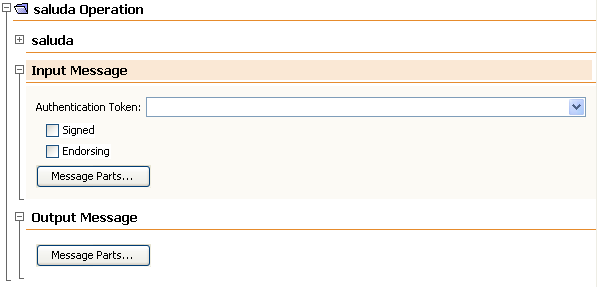 saluda Operation
saluda
Input Message
Authentication Token:
Signed
Endorsing
Message Parts...
Output Message
Message Parts...